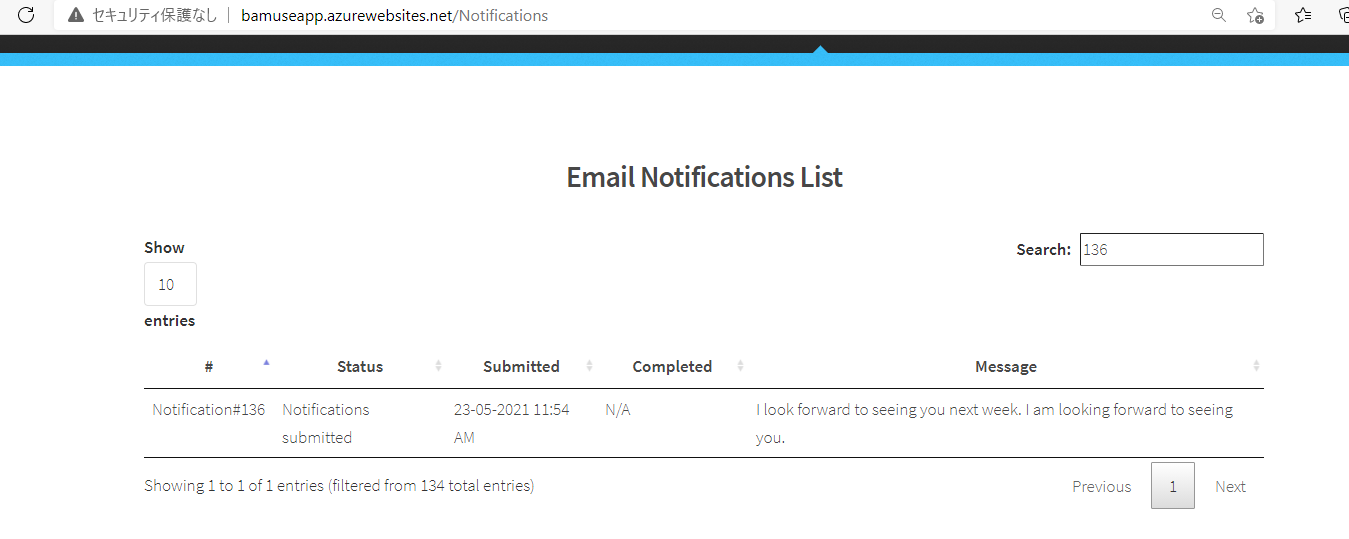 セキュリティ保護なし | bamuseapp.azurewebsites.net/Notifications
Email Notifications List
Show
10
entries
Search: 136
# Status Submitted Completed Message
Notification#136 Notifications submitted 23-05-2021 11:54 AM N/A I look forward to seeing you next week. I am looking forward to seeing you.
Showing 1 to 1 of 1 entries (filtered from 134 total entries)
Previous 1 Next